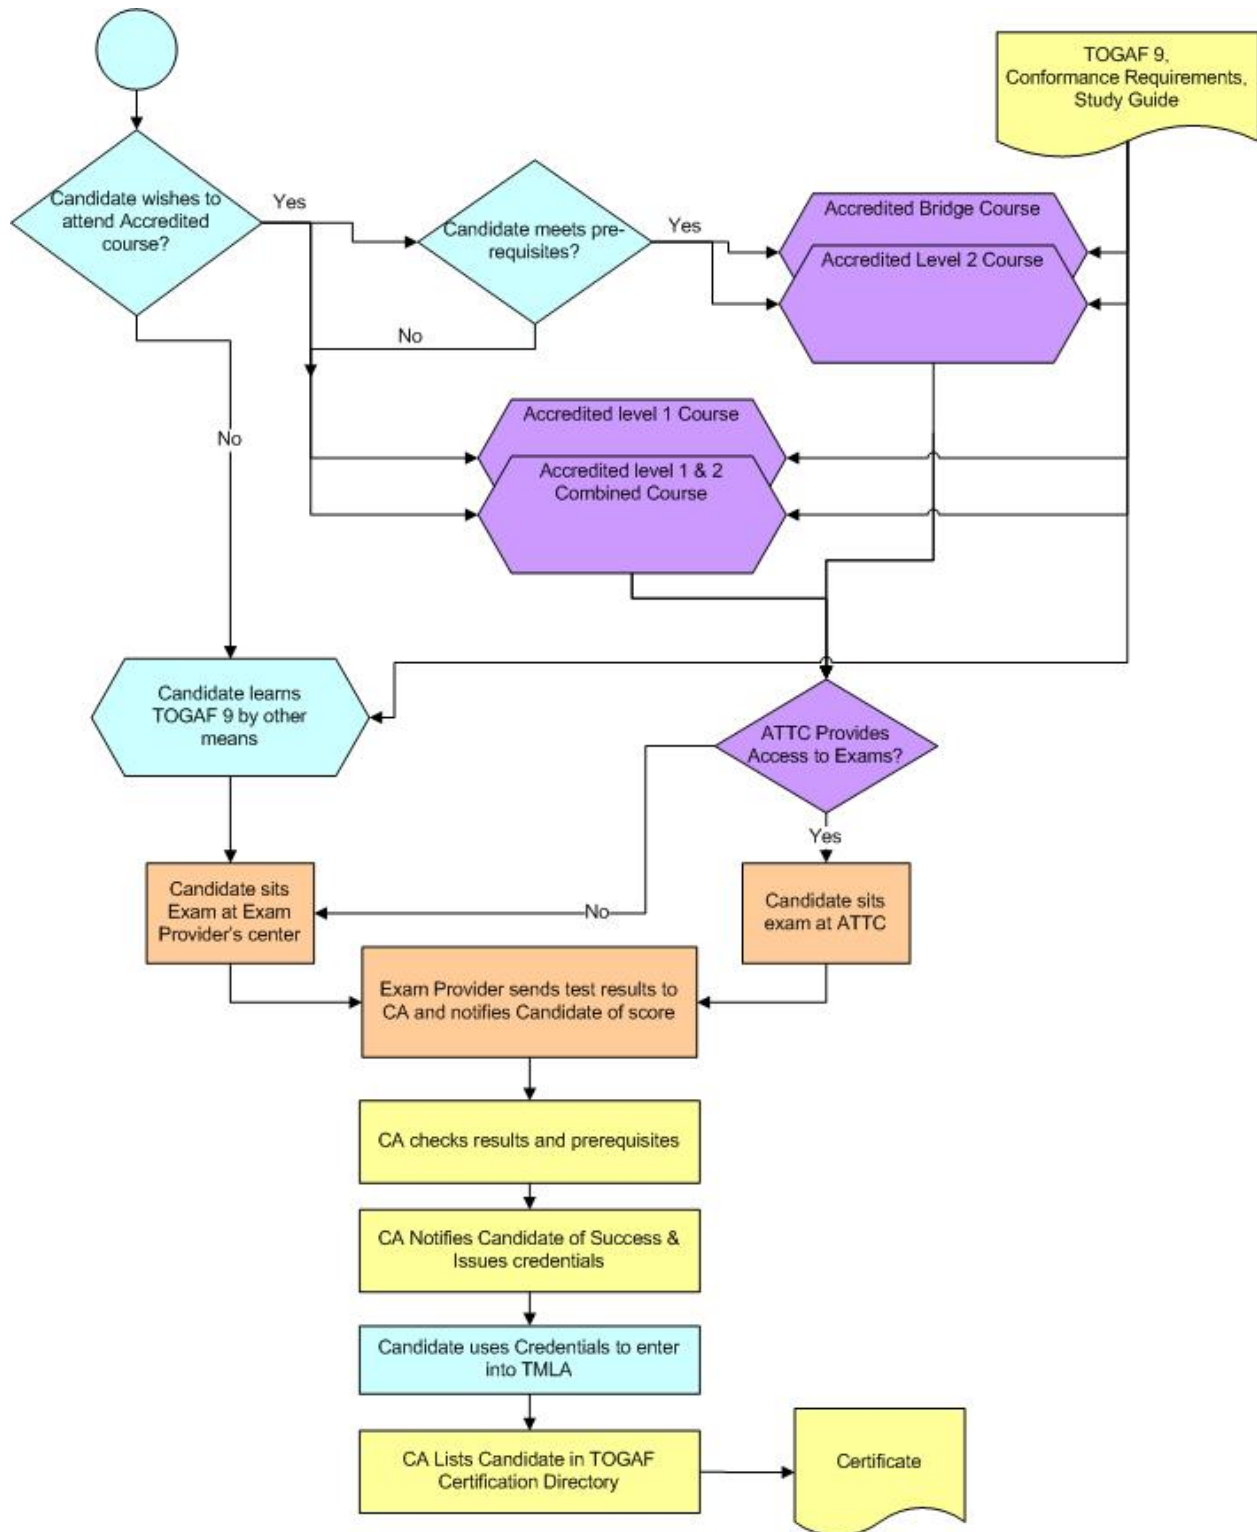 TOGAF 9,
Conformance Requirements,
Study Guide
Candidate wishes to
attend Accredited
course?
Yes
Candidate meets pre-
requisites?
Yes
Accredited Bridge Course
Accredited Level 2 Course
No
No
Accredited level 1 Course
Accredited level 1 & 2
Combined Course
Candidate learns
TOGAF 9 by other
means
ATTC Provides
Access to Exams?
Yes
No
Candidate sits
Exam at Exam
Provider's center
Candidate sits
exam at ATTC
Exam Provider sends test results to
CA and notifies Candidate of score
CA checks results and prerequisites
CA Notifies Candidate of Success &
Issues credentials
Candidate uses Credentials to enter
into TMLA
CA Lists Candidate in TOGAF
Certification Directory
Certificate